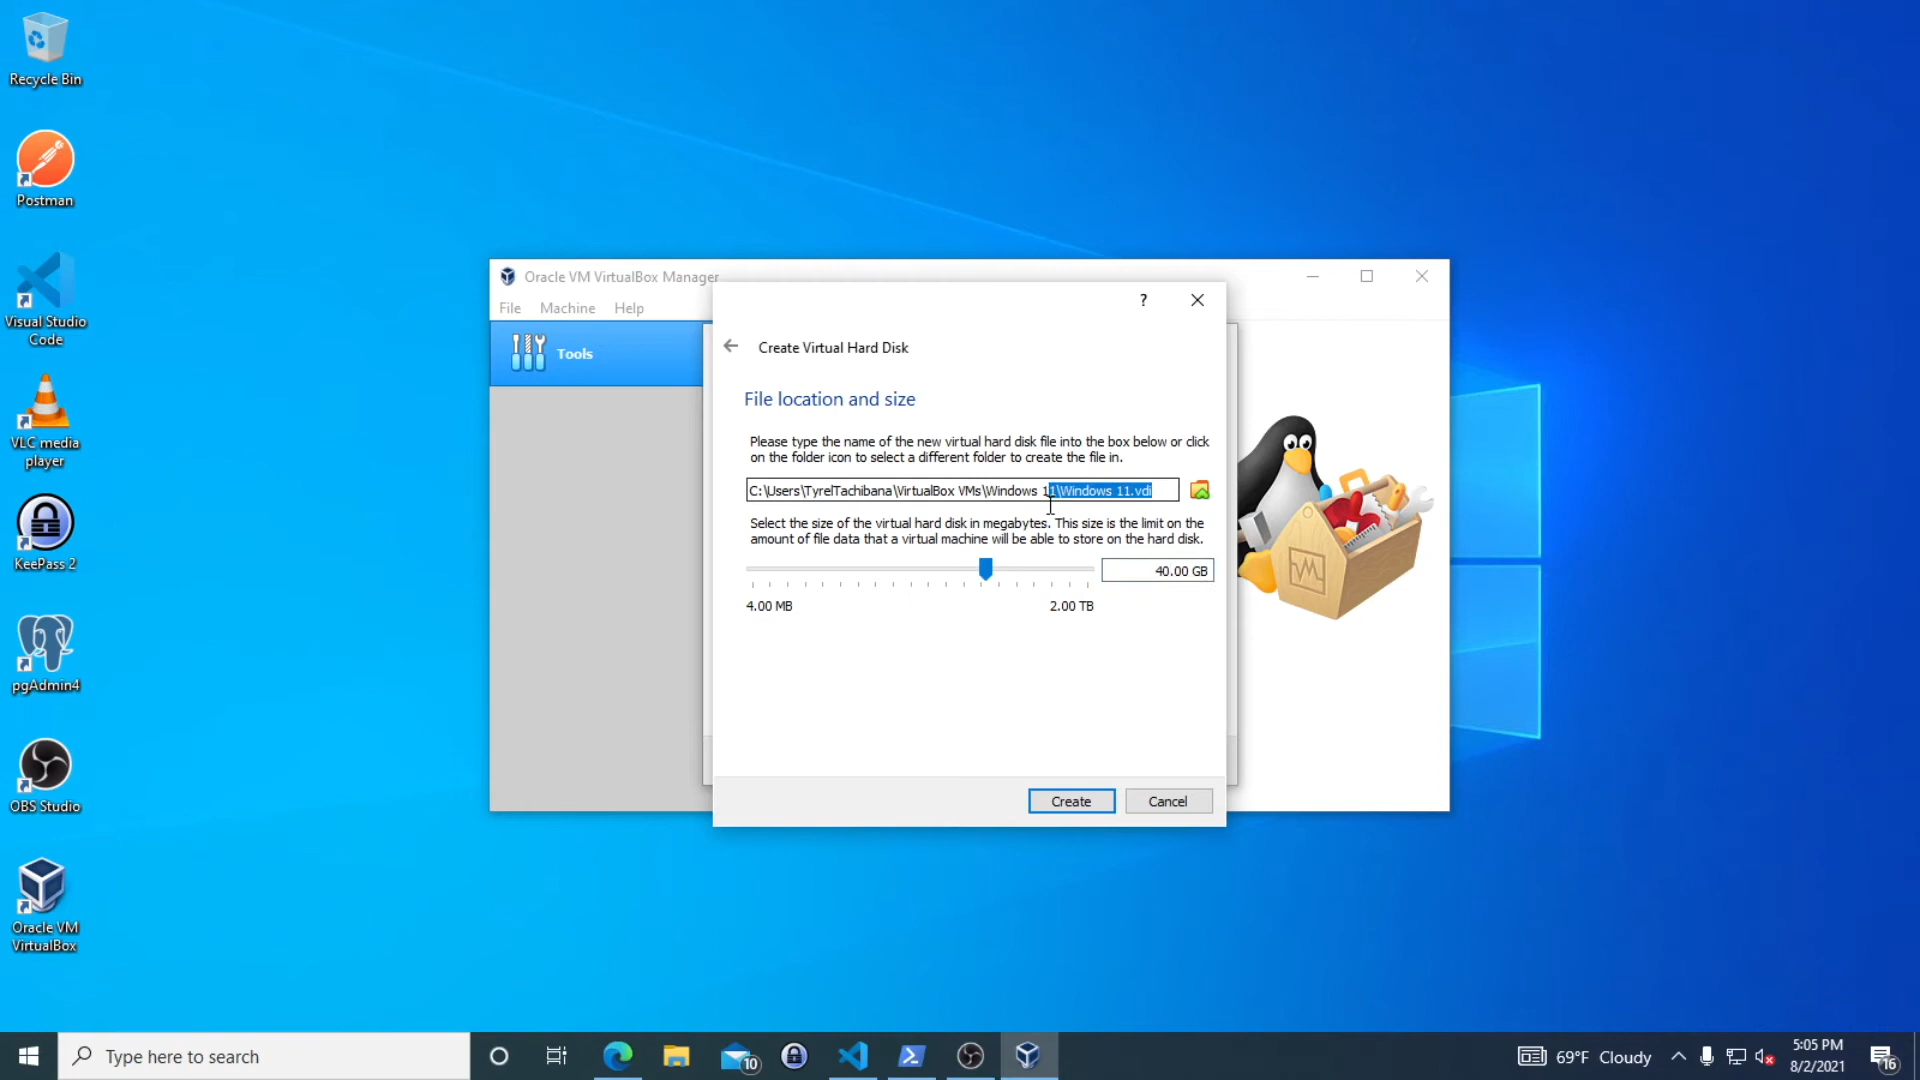 Recycle Bin
Postman
Visual Studio
Code
VLC media
player
KeePass 2
pgAdmin4
OBS Studio
Oracle VM
VirtualBox
Oracle VM VirtualBox Manager
File Machine Help
Tools
?
Create Virtual Hard Disk
File location and size
Please type the name of the new virtual hard disk file into the box below or click
on the folder icon to select a different folder to create the file in.
C:\Users\TyrelTachibana\VirtualBox VMs\Windows 11\Windows 11.vdi
Select the size of the virtual hard disk in megabytes. This size is the limit on the
amount of file data that a virtual machine will be able to store on the hard disk.
40.00 GB
4.00 MB 2.00 TB
Create Cancel
Type here to search
10
69°F Cloudy
5:05 PM
8/2/2021
16